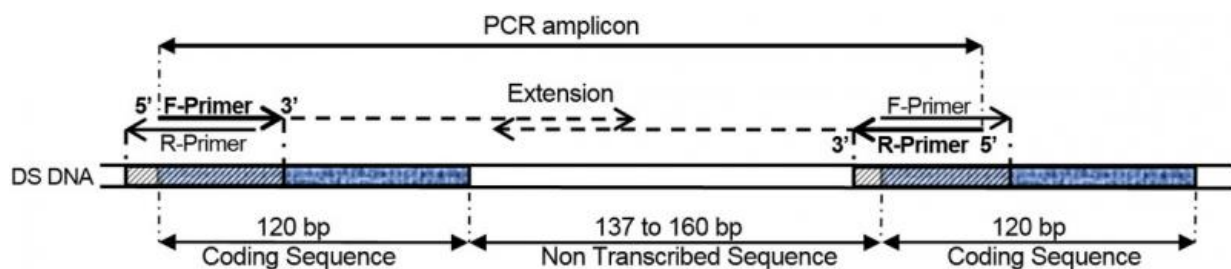 PCR amplicon
5' F-Primer 3' Extension F-Primer
R-Primer 3' R-Primer 5'
DS DNA
120 bp 137 to 160 bp 120 bp
Coding Sequence Non Transcribed Sequence Coding Sequence